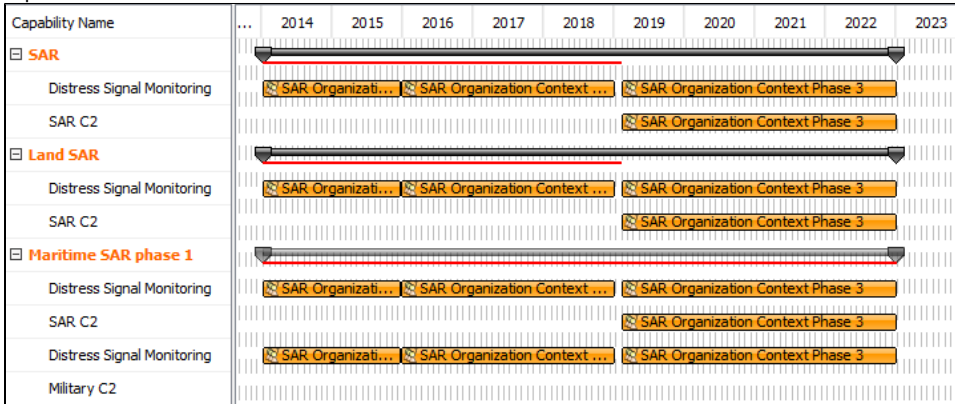 Capability Name ... 2014 2015 2016 2017 2018 2019 2020 2021 2022 2023
SAR
Distress Signal Monitoring SAR Organizati... SAR Organization Context ... SAR Organization Context Phase 3
SAR C2 SAR Organization Context Phase 3
Land SAR
Distress Signal Monitoring SAR Organizati... SAR Organization Context ... SAR Organization Context Phase 3
SAR C2 SAR Organization Context Phase 3
Maritime SAR phase 1
Distress Signal Monitoring SAR Organizati... SAR Organization Context ... SAR Organization Context Phase 3
SAR C2 SAR Organization Context Phase 3
Distress Signal Monitoring SAR Organizati... SAR Organization Context ... SAR Organization Context Phase 3
Military C2